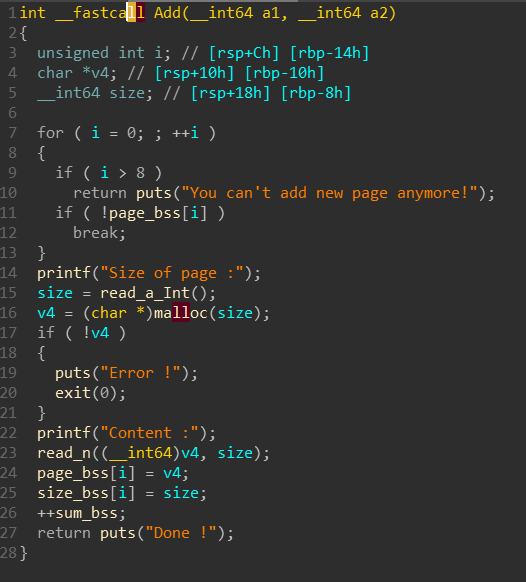 1 int __fastcall Add(__int64 a1, __int64 a2)
2 {
3   unsigned int i; // [rsp+Ch] [rbp-14h]
4   char *v4; // [rsp+10h] [rbp-10h]
5   __int64 size; // [rsp+18h] [rbp-8h]
6
7   for ( i = 0; ; ++i )
8   {
9     if ( i > 8 )
10       return puts("You can't add new page anymore!");
11     if ( !page_bss[i] )
12       break;
13   }
14   printf("Size of page :");
15   size = read_a_Int();
16   v4 = (char *)malloc(size);
17   if ( !v4 )
18   {
19     puts("Error !");
20     exit(0);
21   }
22   printf("Content :");
23   read_n((__int64)v4, size);
24   page_bss[i] = v4;
25   size_bss[i] = size;
26   ++sum_bss;
27   return puts("Done !");
28 }